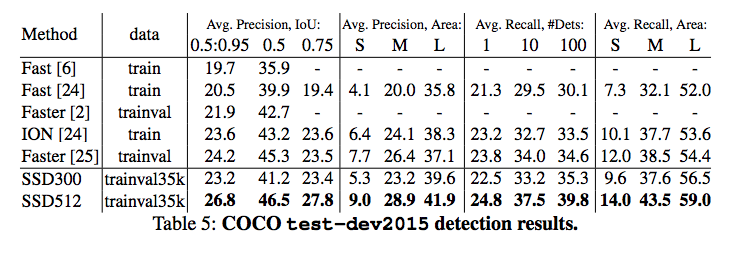 Method data Avg. Precision, IoU: Avg. Precision, Area: Avg. Recall, #Dets: Avg. Recall, Area:
0.5:0.95 0.5 0.75 S M L 1 10 100 S M L
Fast [6] train 19.7 35.9 - - - - - - - - - -
Fast [24] train 20.5 39.9 19.4 4.1 20.0 35.8 21.3 29.5 30.1 7.3 32.1 52.0
Faster [2] trainval 21.9 42.7 - - - - - - - - - -
ION [24] train 23.6 43.2 23.6 6.4 24.1 38.3 23.2 32.7 33.5 10.1 37.7 53.6
Faster [25] trainval 24.2 45.3 23.5 7.7 26.4 37.1 23.8 34.0 34.6 12.0 38.5 54.4
SSD300 trainval35k 23.2 41.2 23.4 5.3 23.2 39.6 22.5 33.2 35.3 9.6 37.6 56.5
SSD512 trainval35k 26.8 46.5 27.8 9.0 28.9 41.9 24.8 37.5 39.8 14.0 43.5 59.0
Table 5: COCO test-dev2015 detection results.